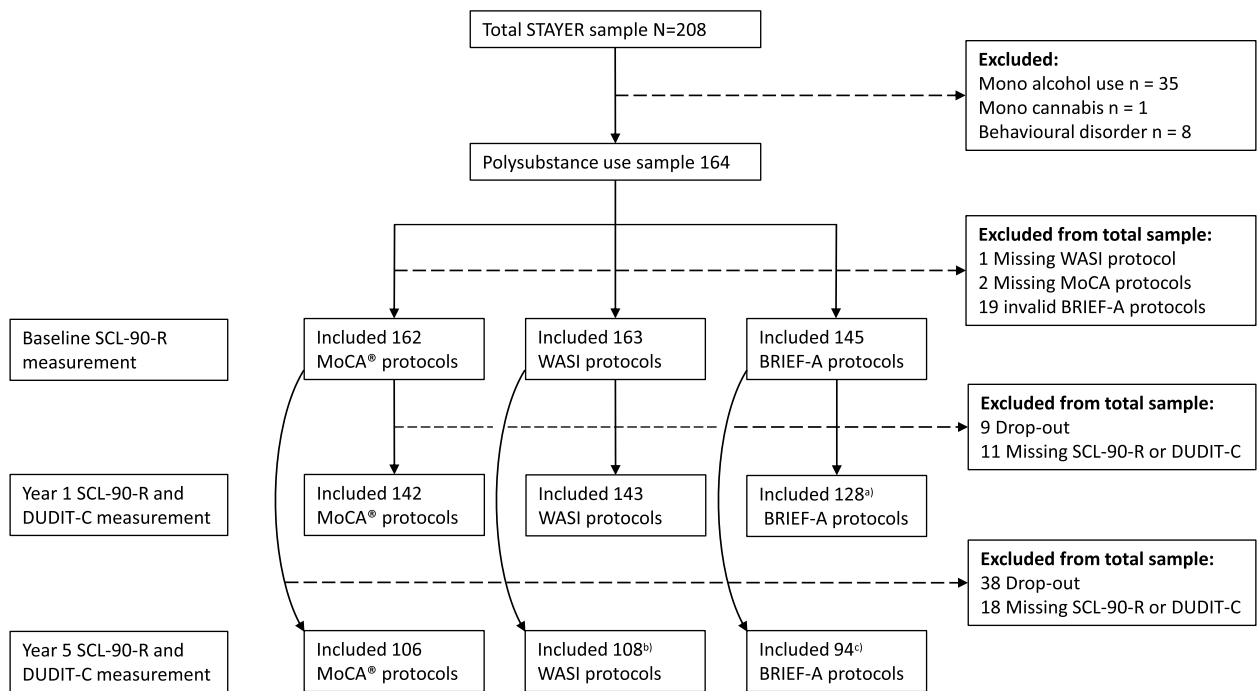 Total STAYER sample N=208
Excluded:
Mono alcohol use n = 35
Mono cannabis n = 1
Behavioural disorder n = 8
Polysubstance use sample 164
Excluded from total sample:
1 Missing WASI protocol
2 Missing MoCA protocols
19 invalid BRIEF-A protocols
Baseline SCL-90-R
measurement
Included 162
MoCA® protocols
Included 163
WASI protocols
Included 145
BRIEF-A protocols
Excluded from total sample:
9 Drop-out
11 Missing SCL-90-R or DUDIT-C
Year 1 SCL-90-R and
DUDIT-C measurement
Included 142
MoCA® protocols
Included 143
WASI protocols
Included 128a)
BRIEF-A protocols
Excluded from total sample:
38 Drop-out
18 Missing SCL-90-R or DUDIT-C
Year 5 SCL-90-R and
DUDIT-C measurement
Included 106
MoCA® protocols
Included 108b)
WASI protocols
Included 94c)
BRIEF-A protocols